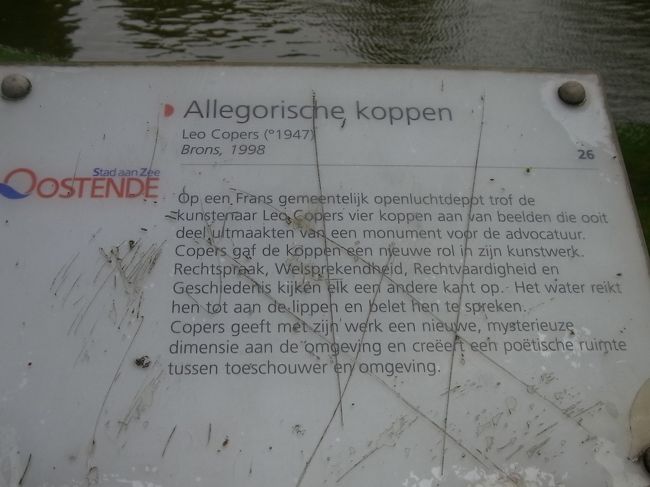 Allegorische koppen
Leo Copers (°1947)
Brons, 1998
26
Stad aan Zee
OOSTENDE
Op een Frans gemeentelijk openluchtdepot trof de
kunstenaar Leo Copers vier koppen aan van beelden die ooit
deel uitmaakten van een monument voor de advocatuur.
Copers gaf de koppen een nieuwe rol in zijn kunstwerk.
Rechtspraak, Welsprekendheid, Rechtvaardigheid en
Geschiedenis kijken elk een andere kant op. Het water reikt
hen tot aan de lippen en belet hen te spreken.
Copers geeft met zijn werk een nieuwe, mysterieuze
dimensie aan de omgeving en creëert een poëtische ruimte
tussen toeschouwer en omgeving.